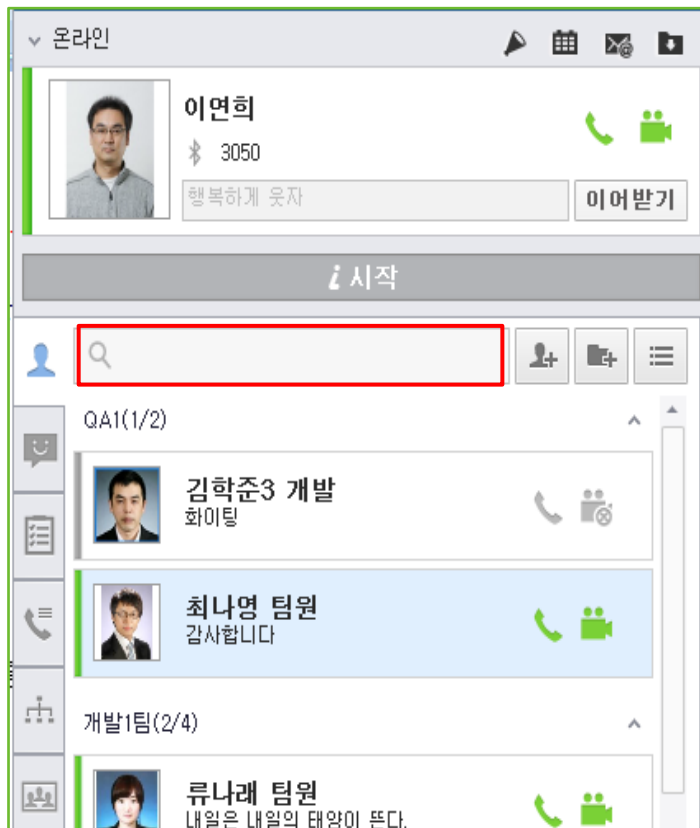 온라인
이연희
3050
행복하게 웃자
이어받기
i 시작
QA1(1/2)
김학준3 개발
화이팅
최나영 팀원
감사합니다
개발1팀(2/4)
류나래 팀원
내일은 내일의 태양이 뜬다.